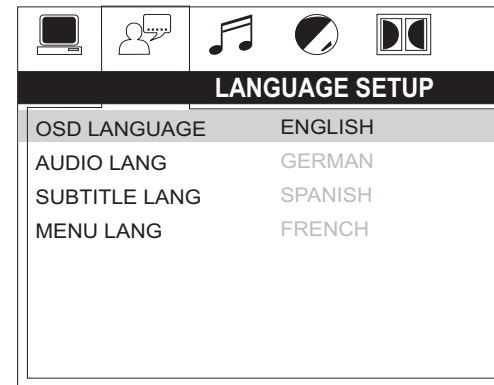 LANGUAGE SETUP
OSD LANGUAGE ENGLISH
AUDIO LANG GERMAN
SUBTITLE LANG SPANISH
MENU LANG FRENCH